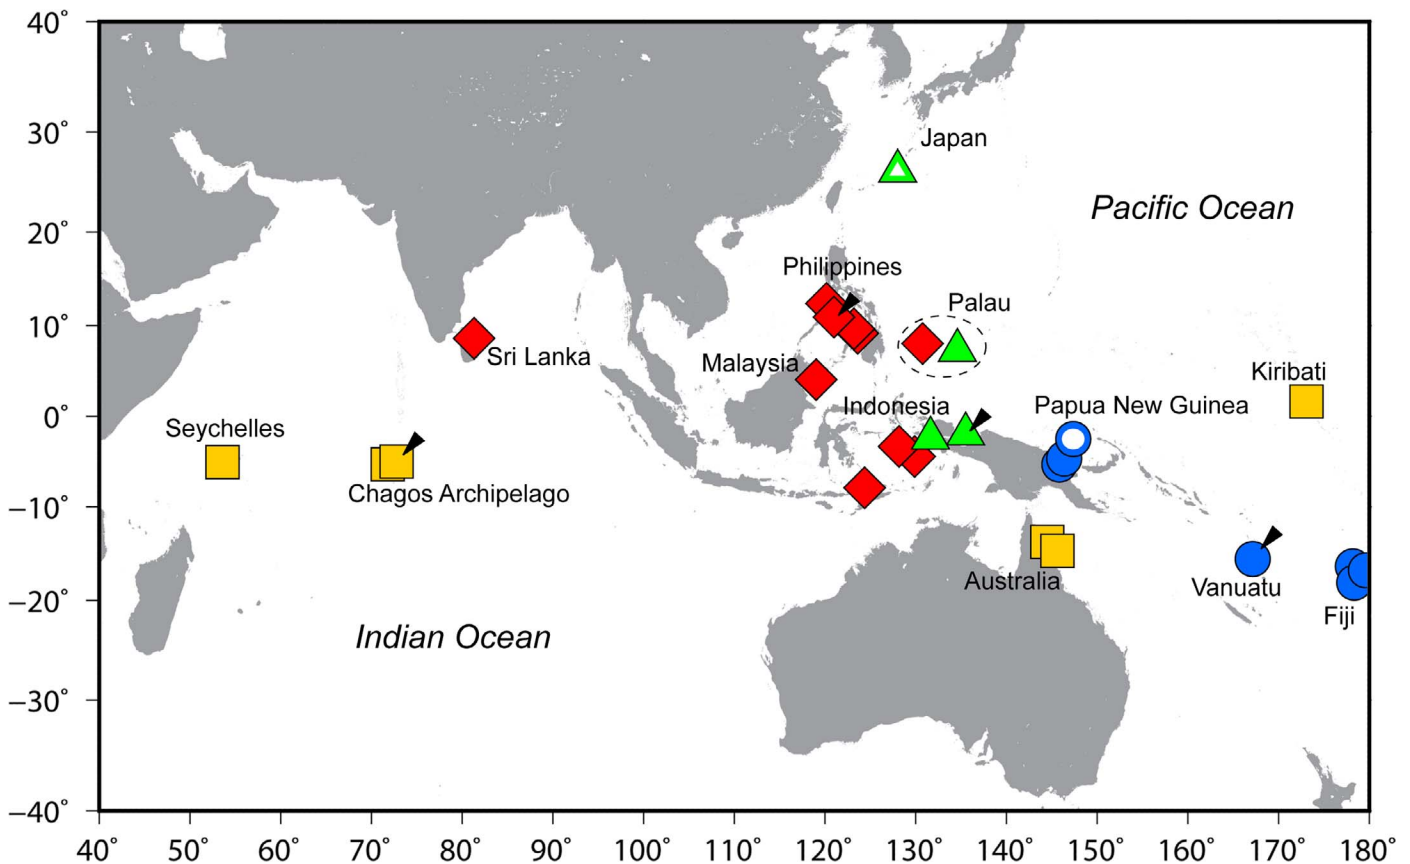 40°
30°
Japan
Pacific Ocean
20°
Philippines
10°
Palau
Sri Lanka
Malaysia
Kiribati
0°
Indonesia
Papua New Guinea
Seychelles
Chagos Archipelago
−10°
Australia
Vanuatu
−20°
Fiji
Indian Ocean
−30°
−40°
40° 50° 60° 70° 80° 90° 100° 110° 120° 130° 140° 150° 160° 170° 180°